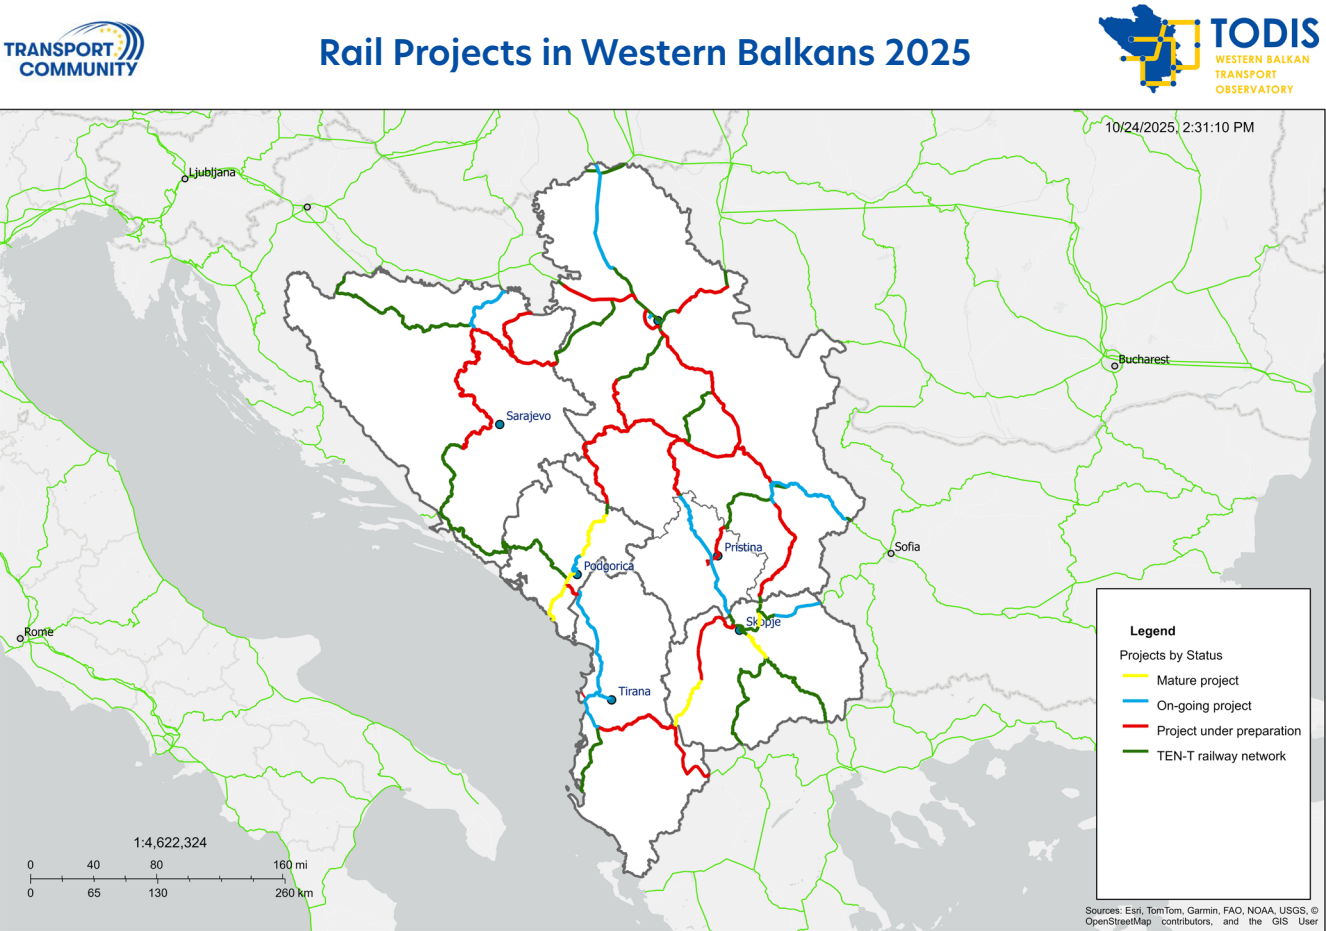 TRANSPORT
COMMUNITY
Rail Projects in Western Balkans 2025
TODIS
WESTERN BALKAN
TRANSPORT
OBSERVATORY
10/24/2025, 2:31:10 PM
Ljubljana
Bucharest
Sarajevo
Pristina
Sofia
Podgorica
Skopje
Rome
Tirana
Legend
Projects by Status
Mature project
On-going project
Project under preparation
TEN-T railway network
1:4,622,324
0 40 80 160 mi
0 65 130 260 km
Sources: Esri, TomTom, Garmin, FAO, NOAA, USGS, ©
OpenStreetMap contributors, and the GIS User